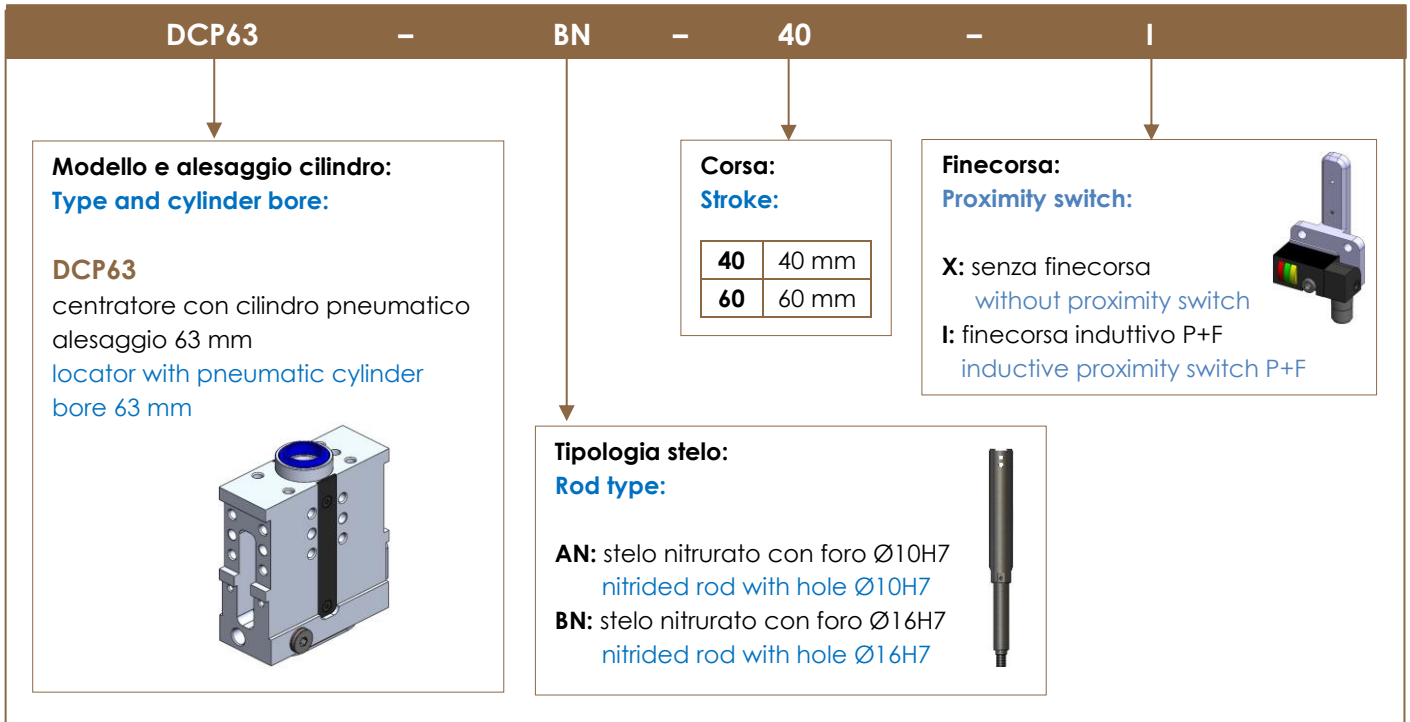 DCP63 – BN – 40 – I
Modello e alesaggio cilindro:
Type and cylinder bore:
DCP63
centratore con cilindro pneumatico
alesaggio 63 mm
locator with pneumatic cylinder
bore 63 mm
Tipologia stelo:
Rod type:
AN: stelo nitrurato con foro Ø10H7
nitrided rod with hole Ø10H7
BN: stelo nitrurato con foro Ø16H7
nitrided rod with hole Ø16H7
Corsa:
Stroke:
40 40 mm
60 60 mm
Finecorsa:
Proximity switch:
X: senza finecorsa
without proximity switch
I: finecorsa induttivo P+F
inductive proximity switch P+F